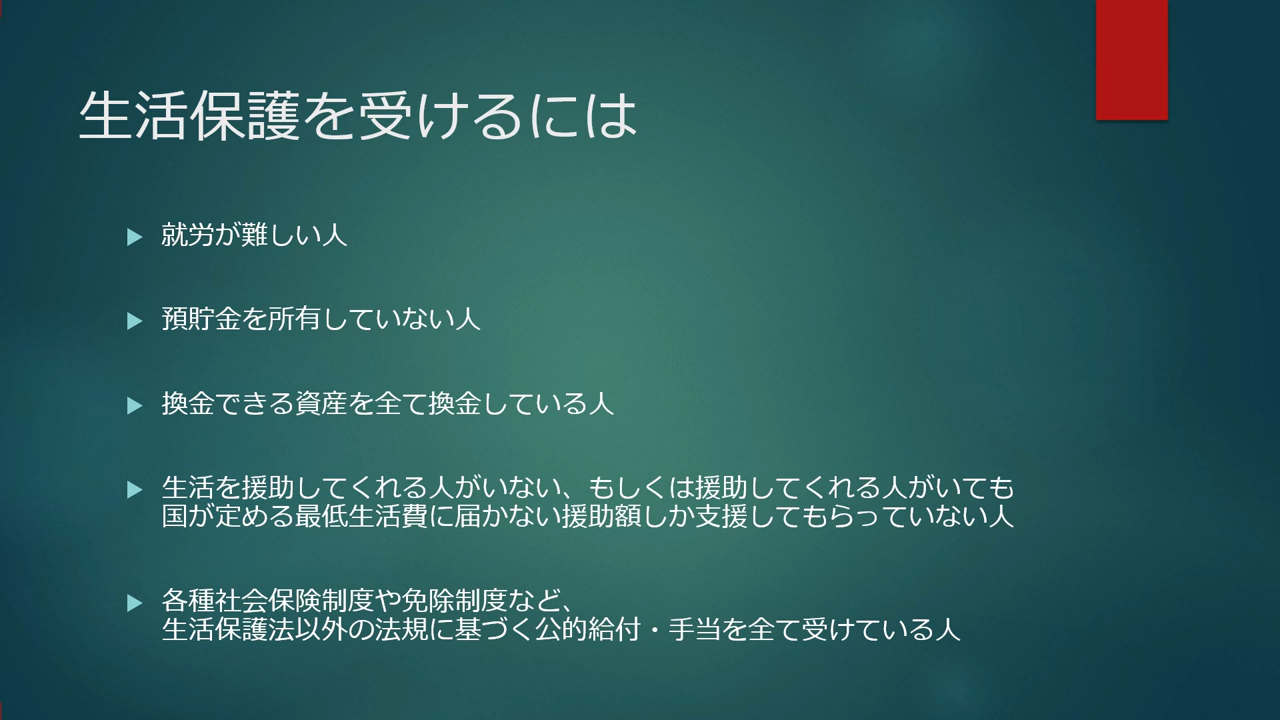 生活保護を受けるには
就労が難しい人
預貯金を所有していない人
換金できる資産を全て換金している人
生活を援助してくれる人がいない、もしくは援助してくれる人がいても
国が定める最低生活費に届かない援助額しか支援してもらっていない人
各種社会保険制度や免除制度など、
生活保護法以外の法規に基づく公的給付・手当を全て受けている人